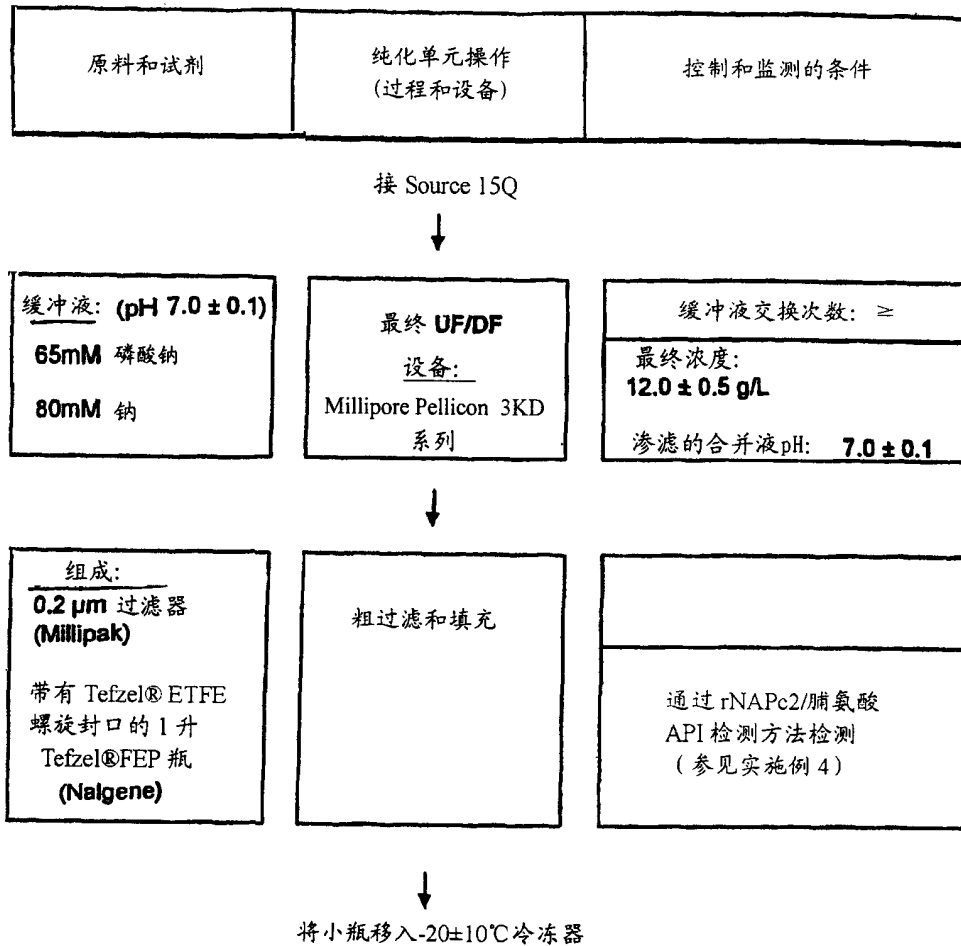 原料和试剂
纯化单元操作
(过程和设备)
控制和监测的条件
接 Source 15Q
缓冲液: (pH 7.0 ± 0.1)
65mM 磷酸钠
80mM 钠
最终 UF/DF
设备:
Millipore Pellicon 3KD
系列
缓冲液交换次数: ≥
最终浓度:
12.0 ± 0.5 g/L
渗滤的合并液pH: 7.0 ± 0.1
组成:
0.2 µm 过滤器
(Millipak)
带有 Tefzel® ETFE
螺旋封口的 1 升
Tefzel®FEP 瓶
(Nalgene)
粗过滤和填充
通过 rNAPc2/脯氨酸
API 检测方法检测
(参见实施例 4)
将小瓶移入-20±10℃冷冻器